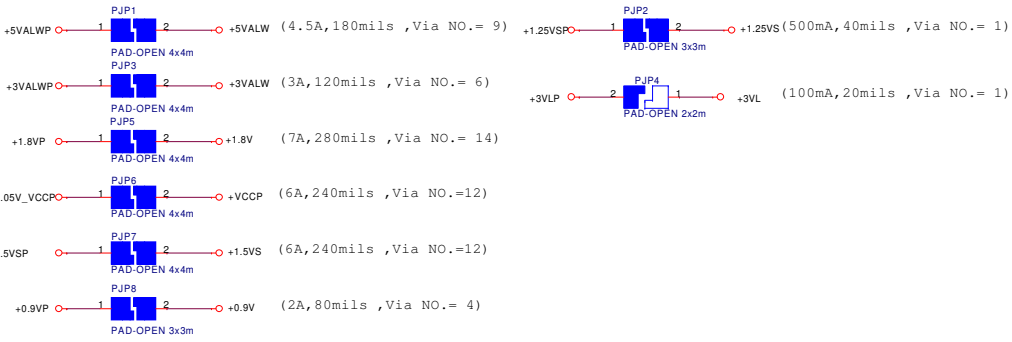 PJP1
+5VALWP 1 2 +5VALW (4.5A,180mils ,Via NO.= 9)
PAD-OPEN 4x4m
PJP3
+3VALWP 1 2 +3VALW (3A,120mils ,Via NO.= 6)
PAD-OPEN 4x4m
PJP5
+1.8VP 1 2 +1.8V (7A,280mils ,Via NO.= 14)
PAD-OPEN 4x4m
PJP6
.05V_VCCP 1 2 +VCCP (6A,240mils ,Via NO.=12)
PAD-OPEN 4x4m
PJP7
.5VSP 1 2 +1.5VS (6A,240mils ,Via NO.=12)
PAD-OPEN 4x4m
PJP8
+0.9VP 1 2 +0.9V (2A,80mils ,Via NO.= 4)
PAD-OPEN 3x3m
PJP2
+1.25VSP 1 2 +1.25VS (500mA,40mils ,Via NO.= 1)
PAD-OPEN 3x3m
PJP4
+3VLP 2 1 +3VL (100mA,20mils ,Via NO.= 1)
PAD-OPEN 2x2m